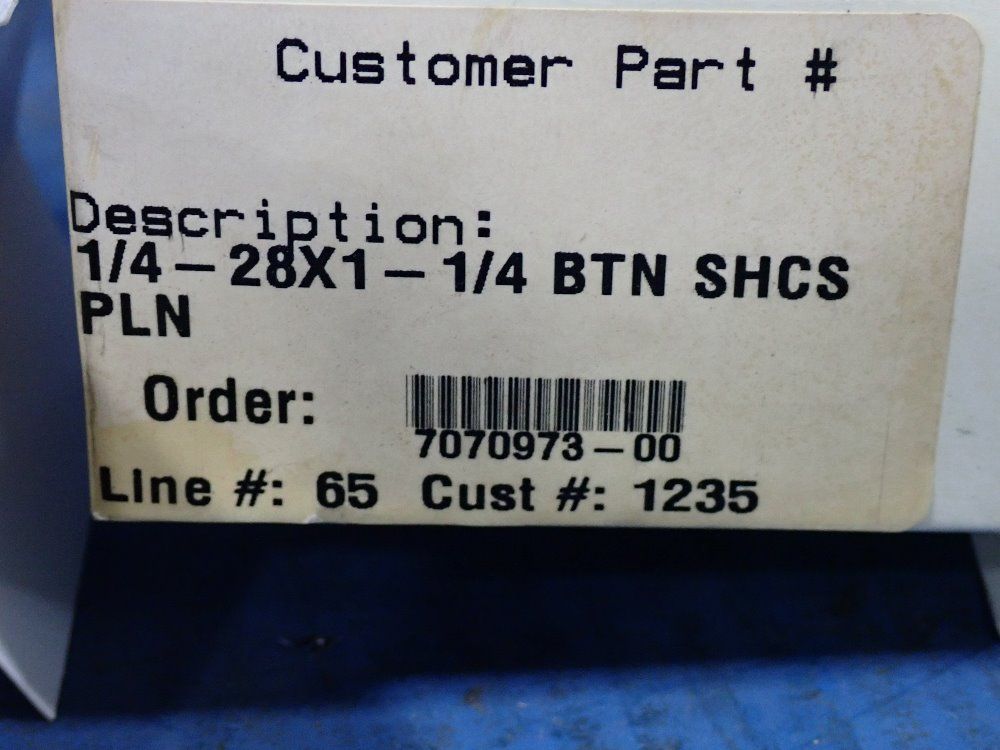 Customer Part #
Description:
1/4-28X1-1/4 BTN SHCS
PLN
Order:
7070973-00
Line #: 65 Cust #: 1235